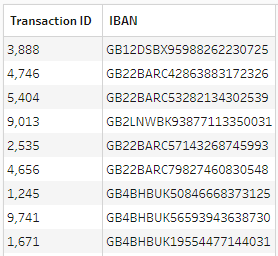 Transaction ID IBAN
3,888 GB12DSBX95988262230725
4,746 GB22BARC42863883172326
5,404 GB22BARC53282134302539
9,013 GB2LNWBK93877113350031
2,535 GB22BARC57143268745993
4,656 GB22BARC79827460830548
1,245 GB4BHBUK50846668373125
9,741 GB4BHBUK56593943638730
1,671 GB4BHBUK19554477144031